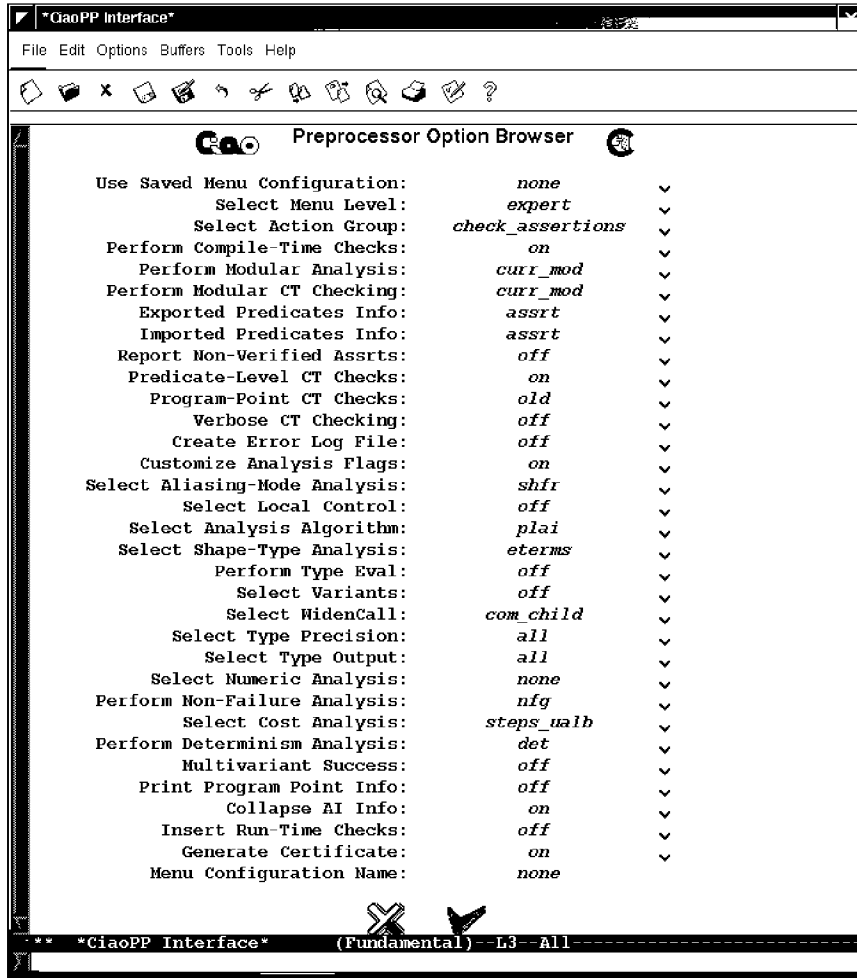 *CiaoPP Interface*
File Edit Options Buffers Tools Help
Ciao Preprocessor Option Browser
Use Saved Menu Configuration: none
Select Menu Level: expert
Select Action Group: check_assertions
Perform Compile-Time Checks: on
Perform Modular Analysis: curr_mod
Perform Modular CT Checking: curr_mod
Exported Predicates Info: assrt
Imported Predicates Info: assrt
Report Non-Verified Assrts: off
Predicate-Level CT Checks: on
Program-Point CT Checks: old
Verbose CT Checking: off
Create Error Log File: off
Customize Analysis Flags: on
Select Aliasing-Mode Analysis: shfr
Select Local Control: off
Select Analysis Algorithm: plai
Select Shape-Type Analysis: eterms
Perform Type Eval: off
Select Variants: off
Select WidenCall: com_child
Select Type Precision: all
Select Type Output: all
Select Numeric Analysis: none
Perform Non-Failure Analysis: nfg
Select Cost Analysis: steps_ualb
Perform Determinism Analysis: det
Multivariant Success: off
Print Program Point Info: off
Collapse AI Info: on
Insert Run-Time Checks: off
Generate Certificate: on
Menu Configuration Name: none
-:** *CiaoPP Interface* (Fundamental)--L3--All----------------------------